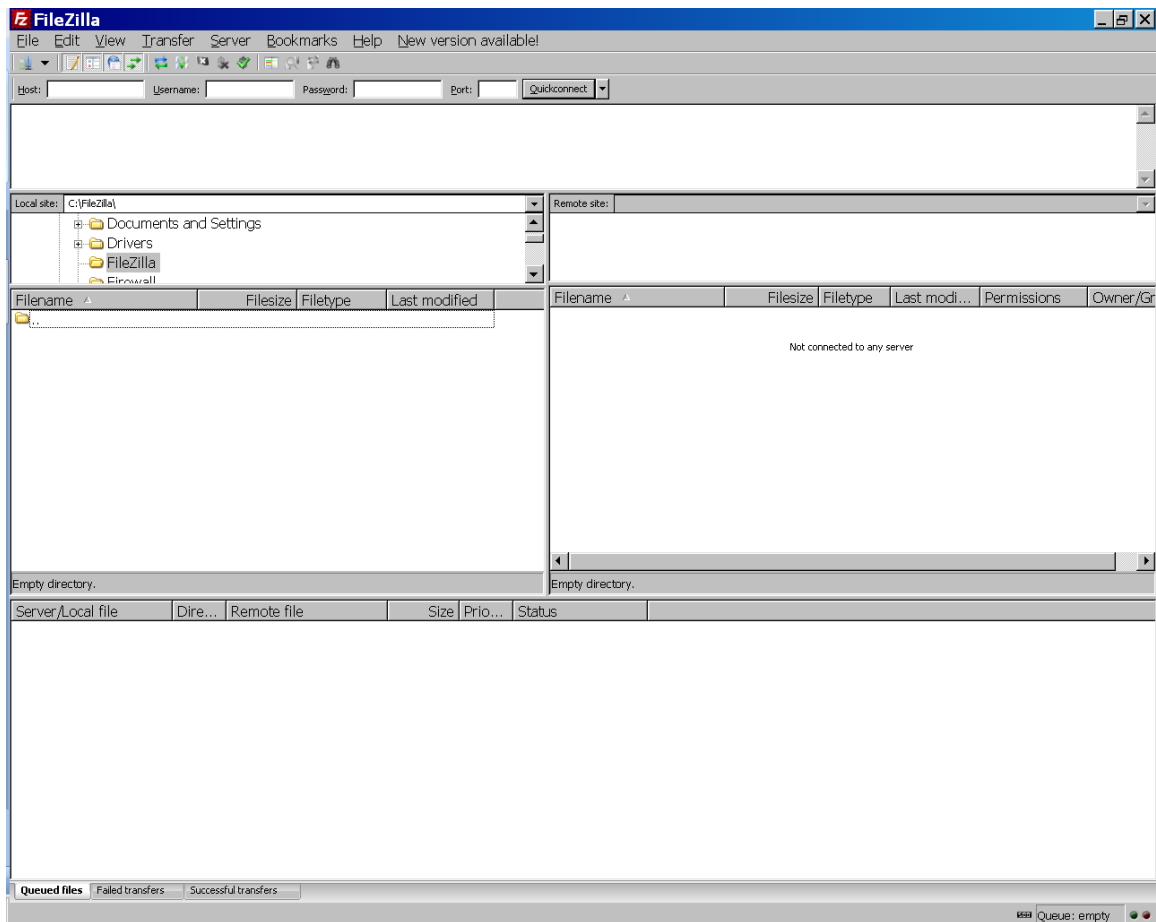 FileZilla
File Edit View Transfer Server Bookmarks Help New version available!
Host: Username: Password: Port: Quickconnect
Local site: C:\FileZilla\
Remote site:
Documents and Settings
Drivers
FileZilla
Firewall
Filename Filesize Filetype Last modified
..
Empty directory.
Filename Filesize Filetype Last modi... Permissions Owner/Gr
Not connected to any server
Empty directory.
Server/Local file Dire... Remote file Size Prio... Status
Queued files Failed transfers Successful transfers
Queue: empty